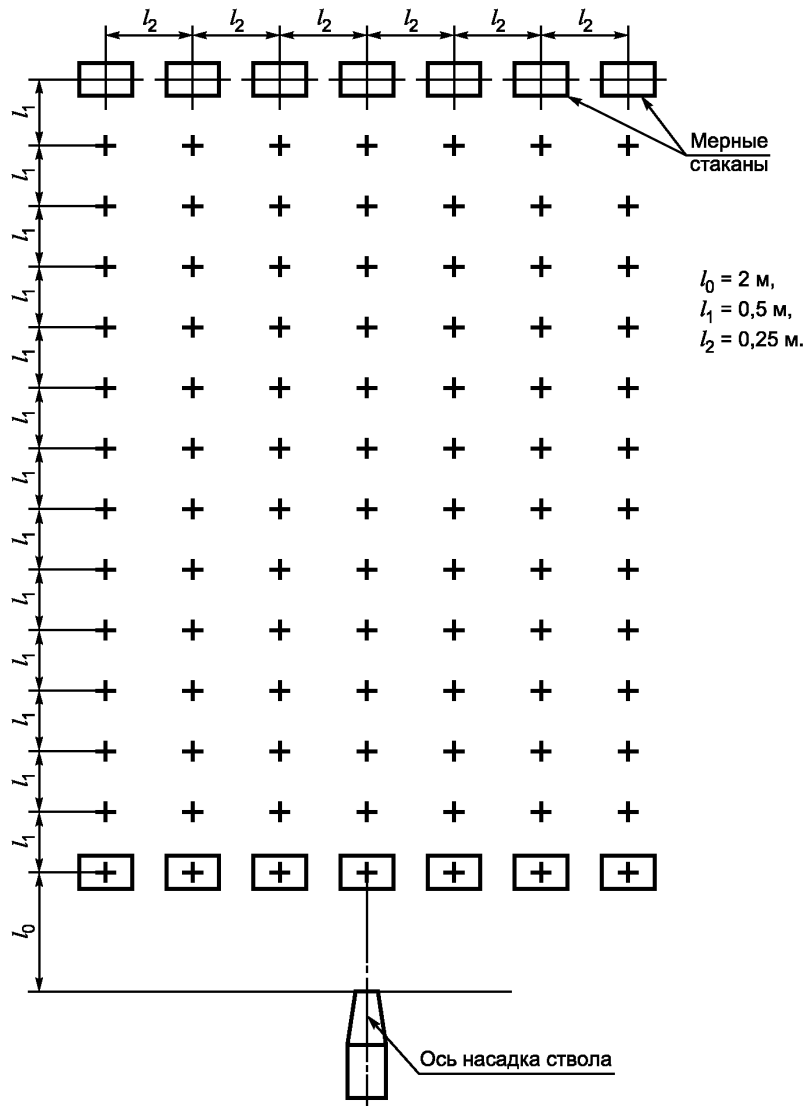 l₂ l₂ l₂ l₂ l₂ l₂
l₁
Мерные
стаканы
l₁
l₁
l₀ = 2 м,
l₁ = 0,5 м,
l₂ = 0,25 м.
l₁
l₁
l₁
l₁
l₁
l₁
l₁
l₁
l₁
l₁
l₀
Ось насадка ствола